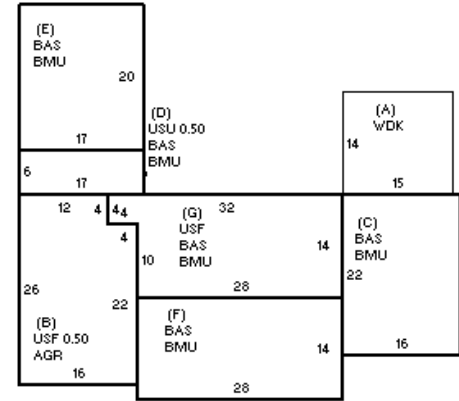 (E)
BAS
BMU
20
17
(D)
USU 0.50
BAS
BMU
(A)
WDK
14
15
6
17
12
4
4
4
4
32
(G)
USF
BAS
BMU
14
10
28
(C)
BAS
BMU
22
16
26
22
(B)
USF 0.50
AGR
16
(F)
BAS
BMU
14
28